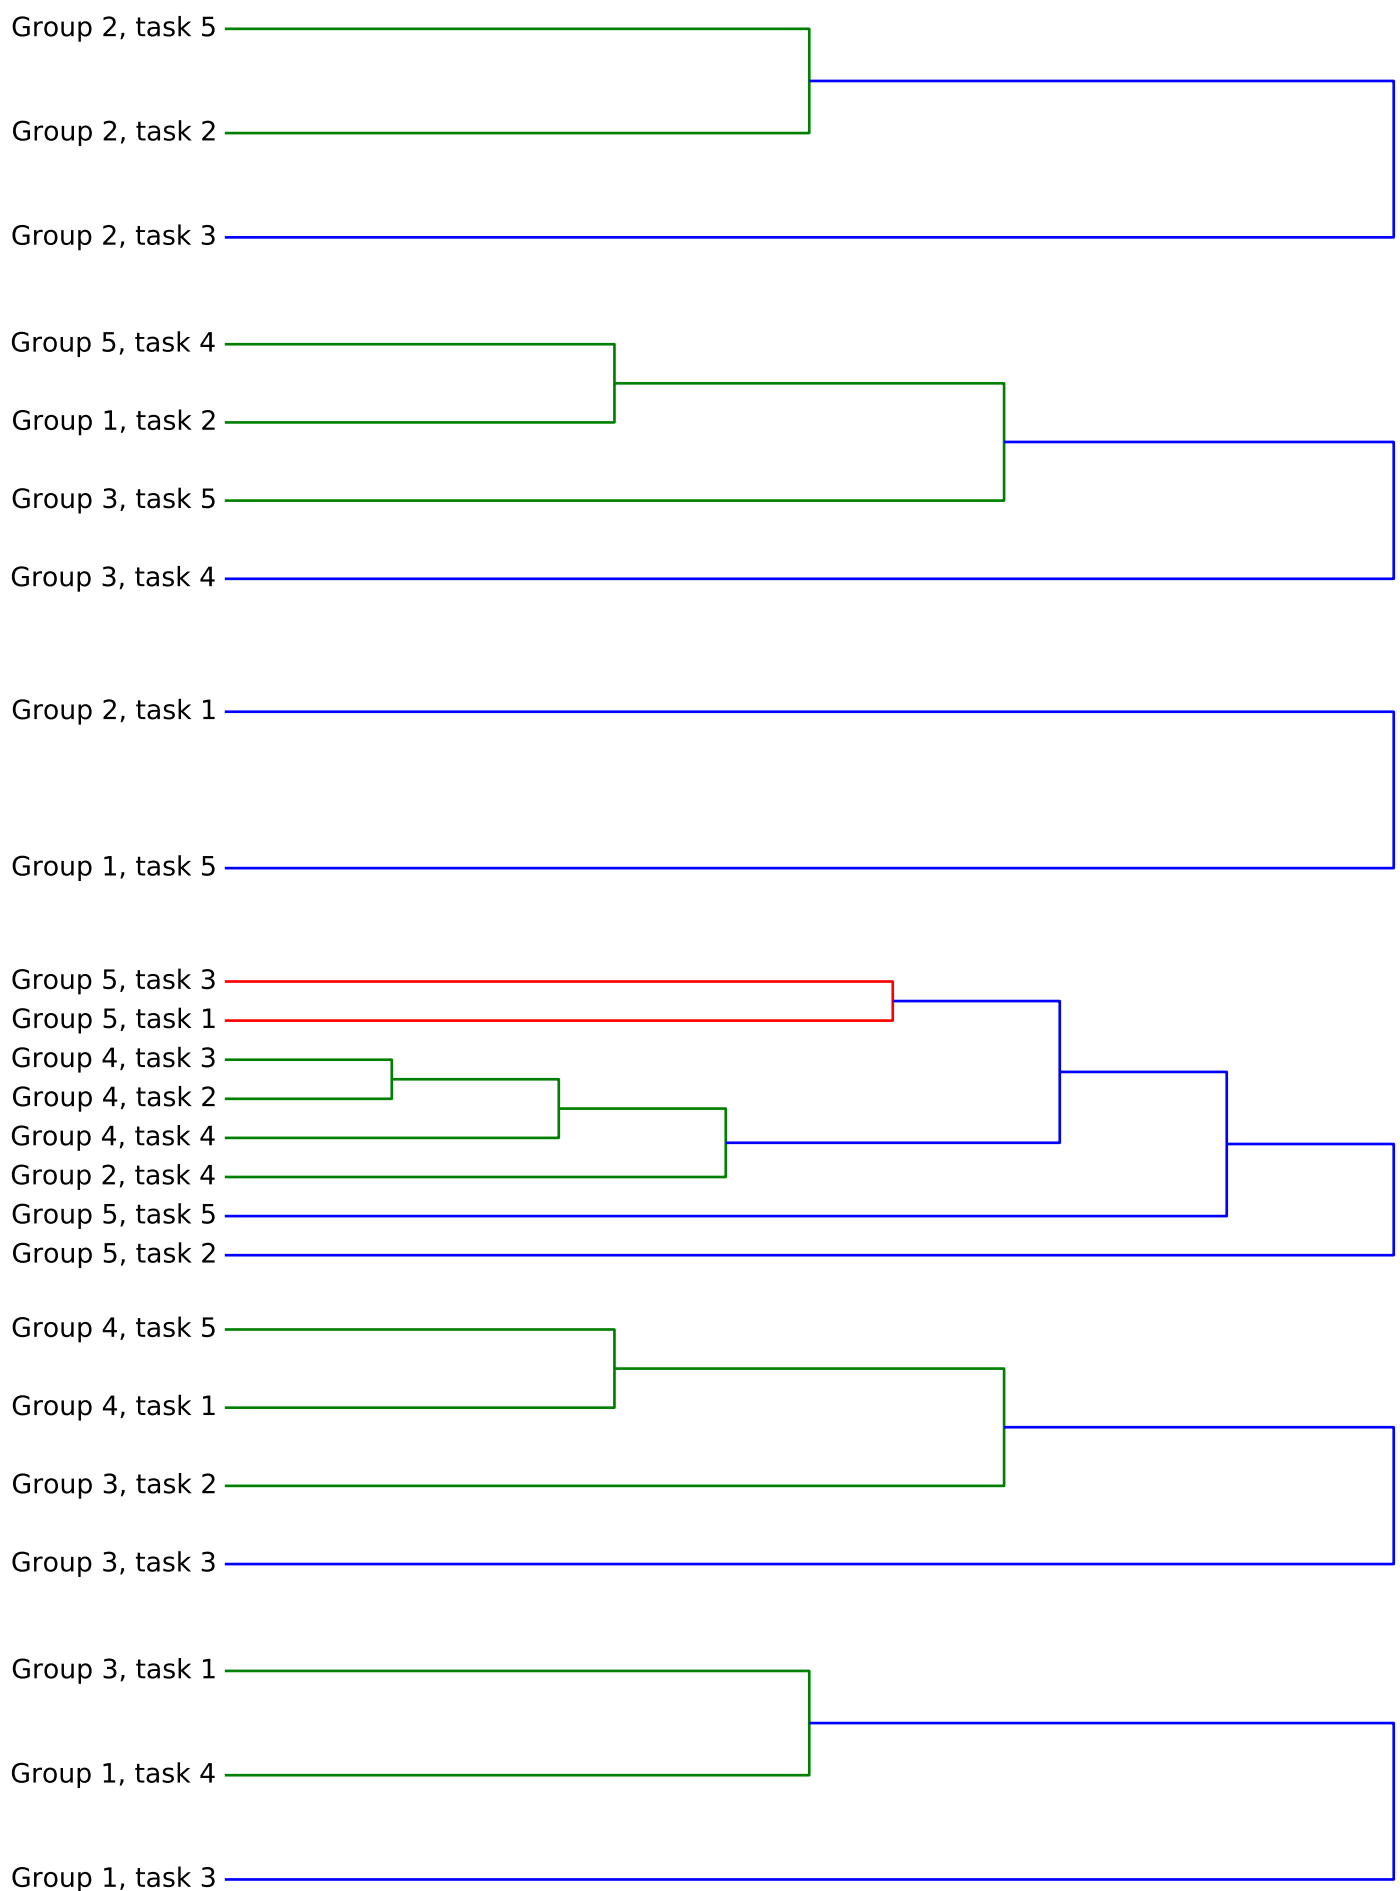 Group 2, task 5
Group 2, task 2
Group 2, task 3
Group 5, task 4
Group 1, task 2
Group 3, task 5
Group 3, task 4
Group 2, task 1
Group 1, task 5
Group 5, task 3
Group 5, task 1
Group 4, task 3
Group 4, task 2
Group 4, task 4
Group 2, task 4
Group 5, task 5
Group 5, task 2
Group 4, task 5
Group 4, task 1
Group 3, task 2
Group 3, task 3
Group 3, task 1
Group 1, task 4
Group 1, task 3